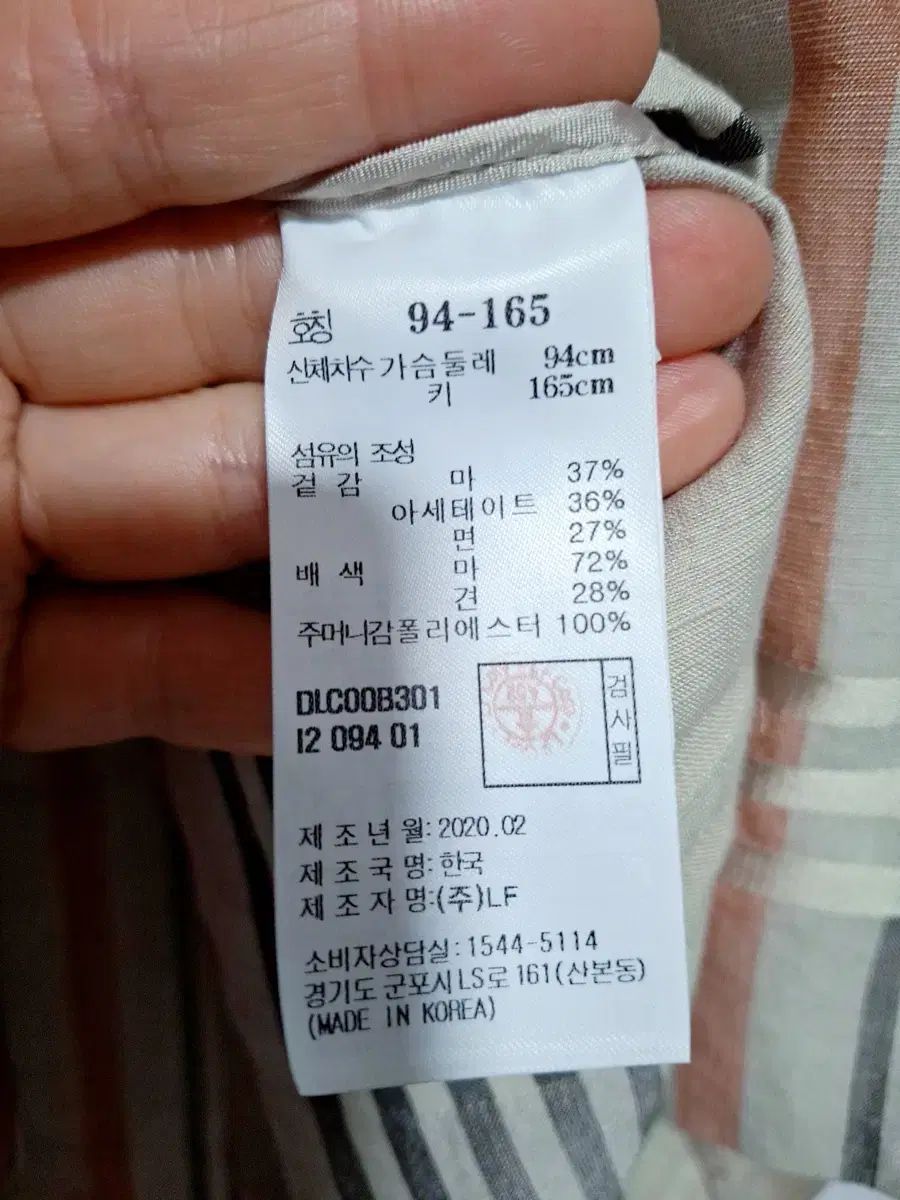 호칭 94-165
신체치수 가슴둘레 94cm
키 165cm
섬유의 조성
겉감 마 37%
아세테이트 36%
면 27%
배색 마 72%
견 28%
주머니감 폴리에스터 100%
DLC00B301
I2 094 01
검사필
제조년월: 2020.02
제조국명: 한국
제조자명: (주)LF
소비자상담실: 1544-5114
경기도 군포시 LS로 161(산본동)
(MADE IN KOREA)